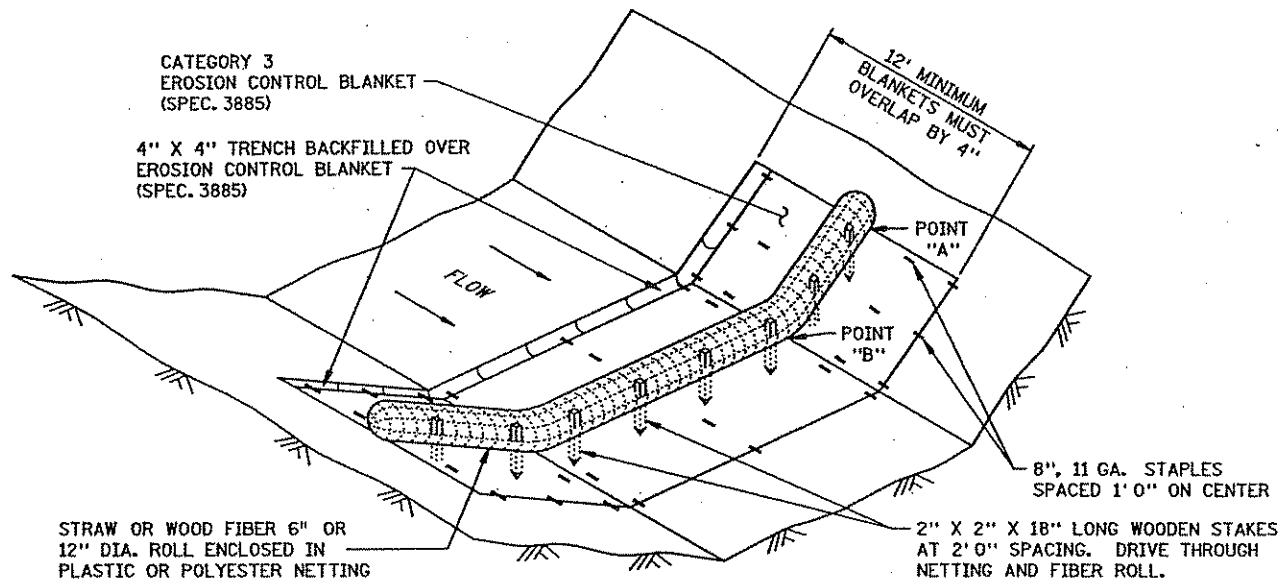 CATEGORY 3
EROSION CONTROL BLANKET
(SPEC. 3885)
4" X 4" TRENCH BACKFILLED OVER
EROSION CONTROL BLANKET
(SPEC. 3885)
12' MINIMUM
BLANKETS MUST
OVERLAP BY 4"
FLOW
POINT
"A"
POINT
"B"
8", 11 GA. STAPLES
SPACED 1' 0" ON CENTER
2" X 2" X 18" LONG WOODEN STAKES
AT 2' 0" SPACING. DRIVE THROUGH
NETTING AND FIBER ROLL.
STRAW OR WOOD FIBER 6" OR
12" DIA. ROLL ENCLOSED IN
PLASTIC OR POLYESTER NETTING